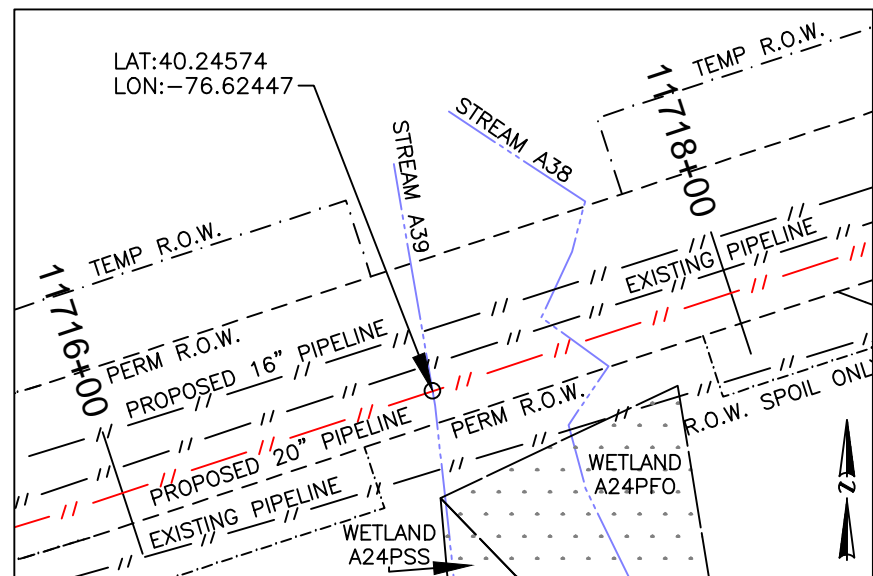 LAT:40.24574
LON:-76.62447
STREAM A39
STREAM A38
TEMP R.O.W.
11718+00
TEMP R.O.W.
EXISTING PIPELINE
11716+00
PERM R.O.W.
PROPOSED 16" PIPELINE
PROPOSED 20" PIPELINE
PERM R.O.W.
EXISTING PIPELINE
R.O.W. SPOIL ONLY
WETLAND
A24PFO
WETLAND
A24PSS
N